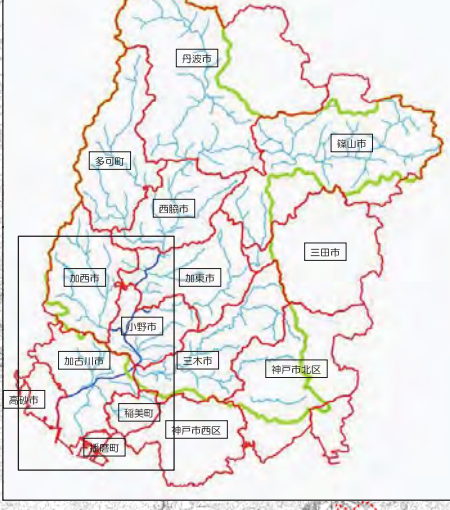 丹波市
篠山市
多可町
西脇市
三田市
加西市
加東市
小野市
加古川市
三木市
神戸市北区
高砂市
稲美町
神戸市西区
播磨町